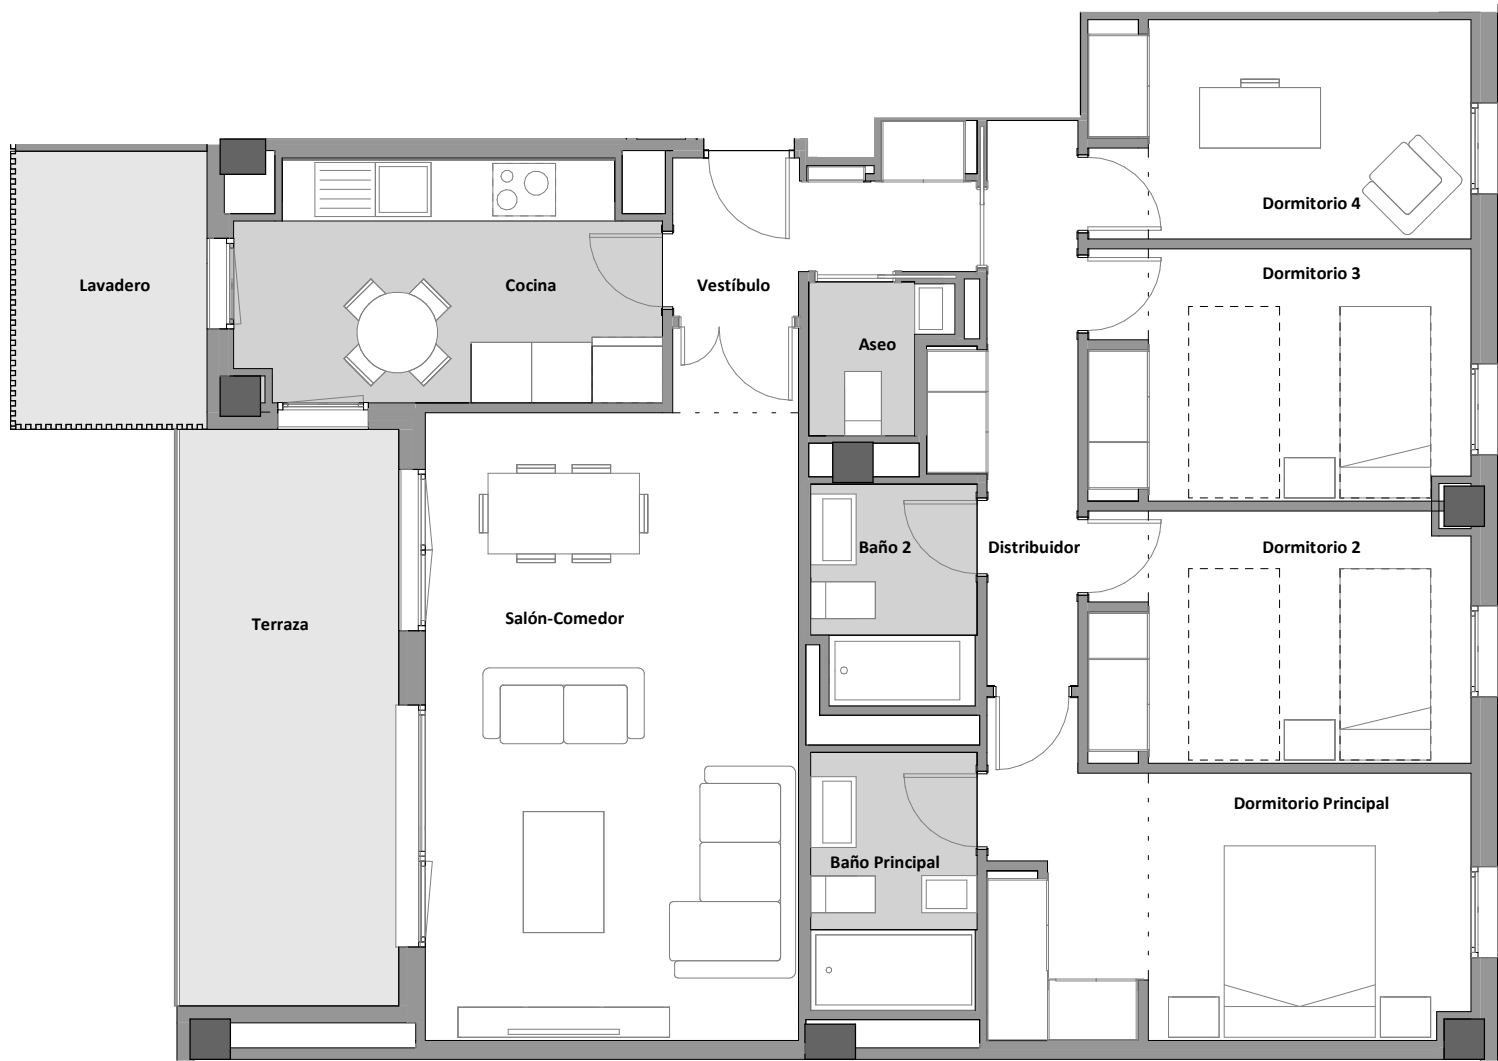 Dormitorio 4
Dormitorio 3
Lavadero
Cocina
Vestíbulo
Aseo
Baño 2
Distribuidor
Dormitorio 2
Terraza
Salón-Comedor
Dormitorio Principal
Baño Principal